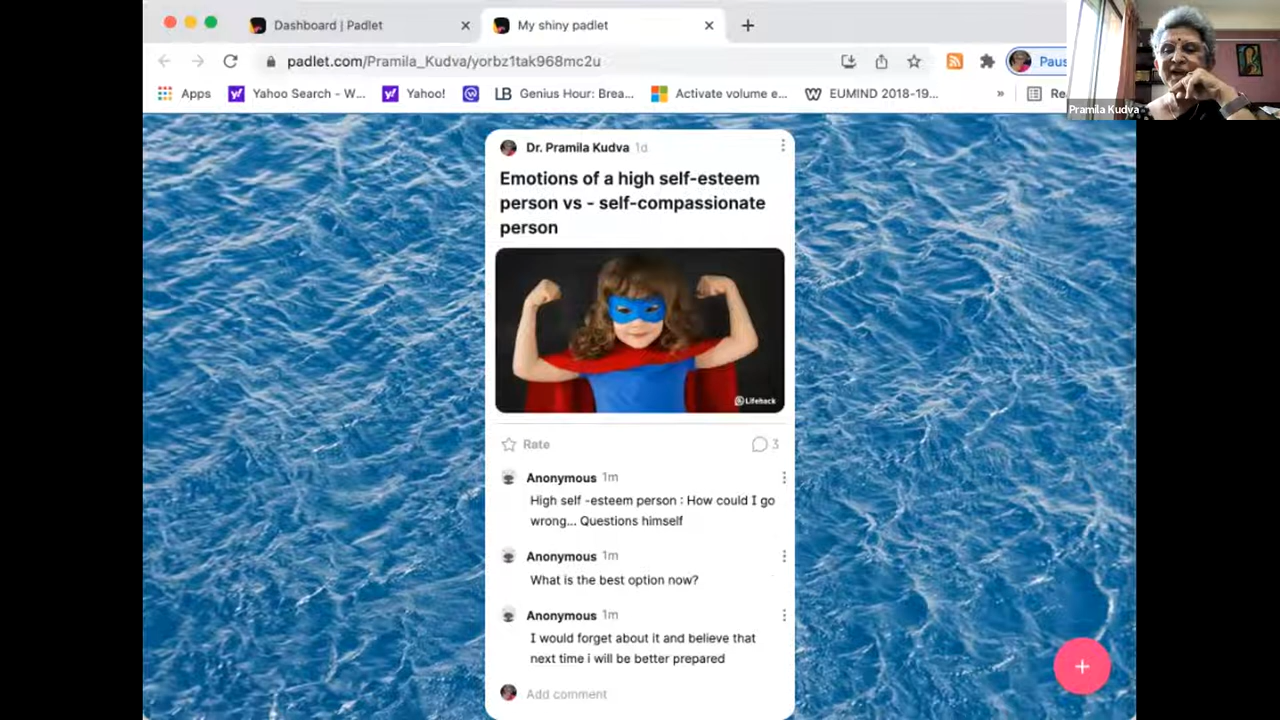 Dashboard | Padlet
My shiny padlet
padlet.com/Pramila_Kudva/yorbz1tak968mc2u
Paus
Apps
Yahoo Search - W...
Yahoo!
LB
Genius Hour: Brea...
Activate volume e...
EUMIND 2018-19...
»
Re
Pramila Kudva
Dr. Pramila Kudva 1d
Emotions of a high self-esteem
person vs - self-compassionate
person
Lifehack
Rate
3
Anonymous 1m
High self -esteem person : How could I go
wrong... Questions himself
Anonymous 1m
What is the best option now?
Anonymous 1m
I would forget about it and believe that
next time i will be better prepared
Add comment